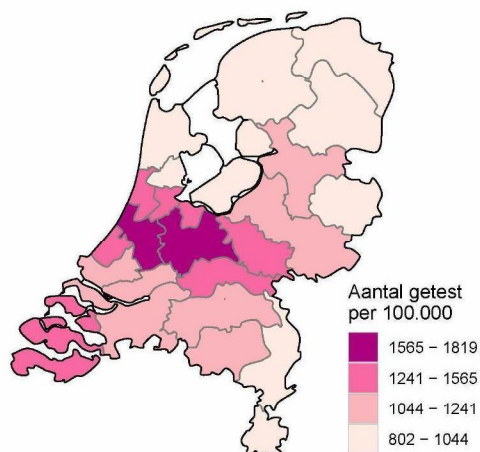 Aantal getest
per 100.000
1565 – 1819
1241 – 1565
1044 – 1241
802 – 1044